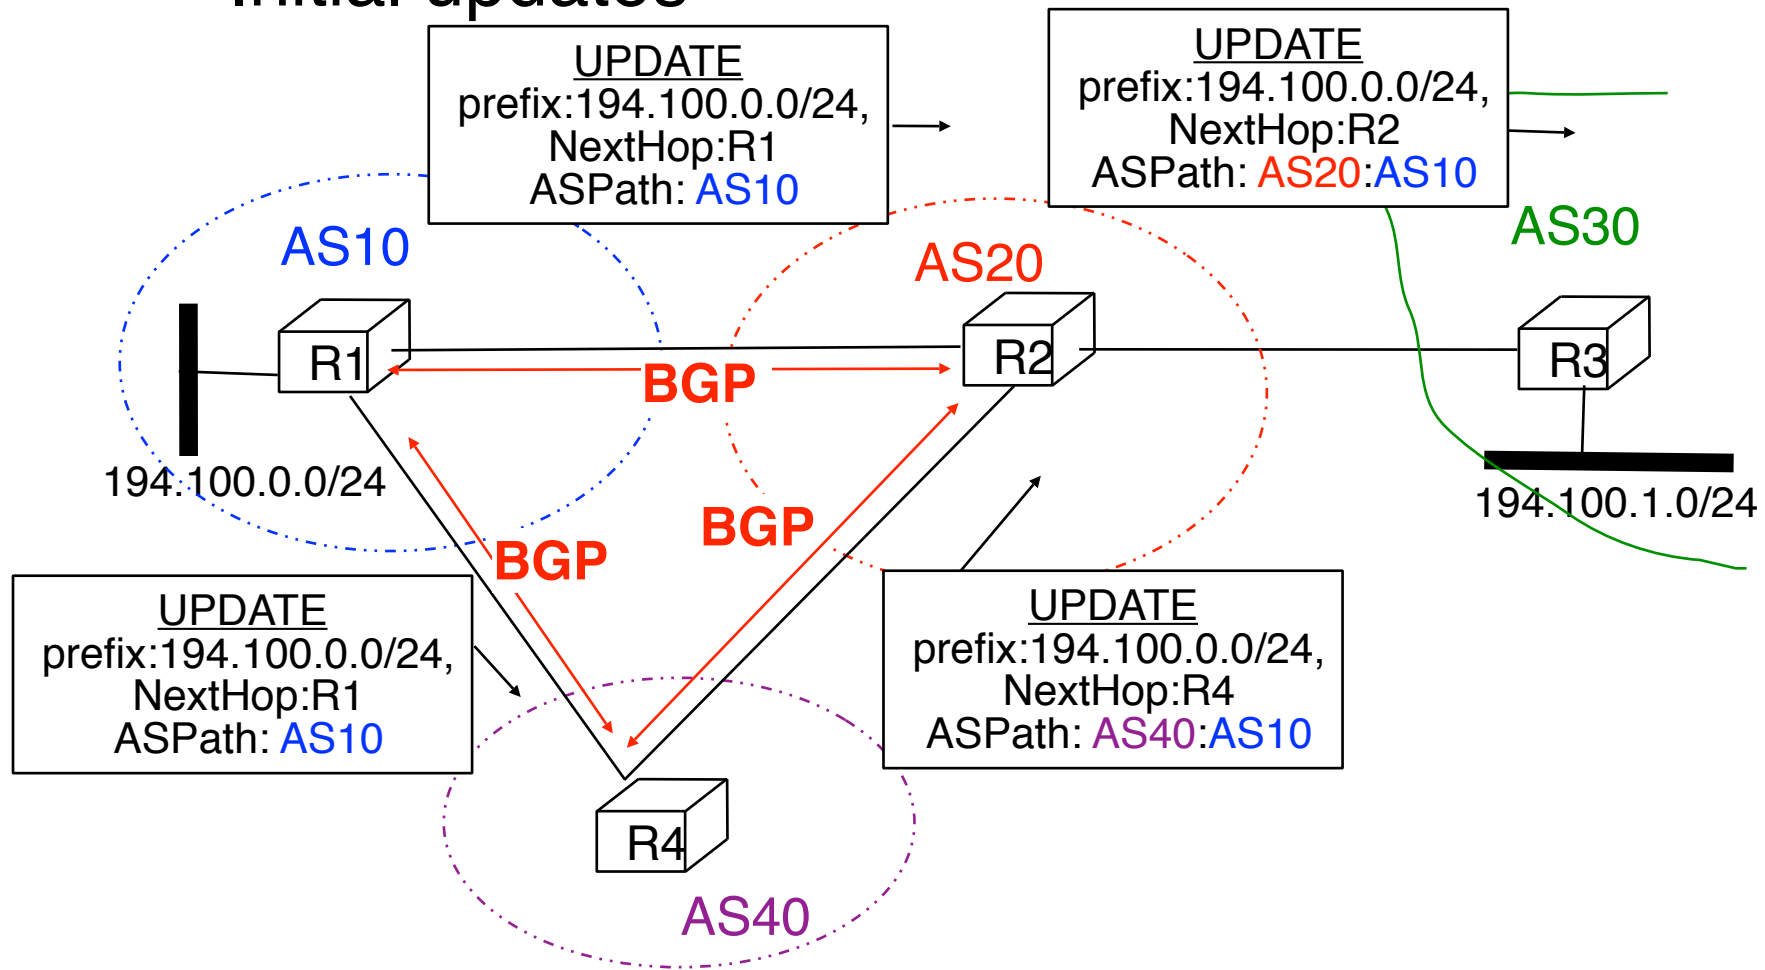 Initial updates
UPDATE
prefix:194.100.0.0/24,
NextHop:R1
ASPath: AS10
UPDATE
prefix:194.100.0.0/24,
NextHop:R2
ASPath: AS20:AS10
AS10
AS20
AS30
R1
R2
R3
BGP
194.100.0.0/24
194.100.1.0/24
BGP
BGP
UPDATE
prefix:194.100.0.0/24,
NextHop:R1
ASPath: AS10
UPDATE
prefix:194.100.0.0/24,
NextHop:R4
ASPath: AS40:AS10
R4
AS40